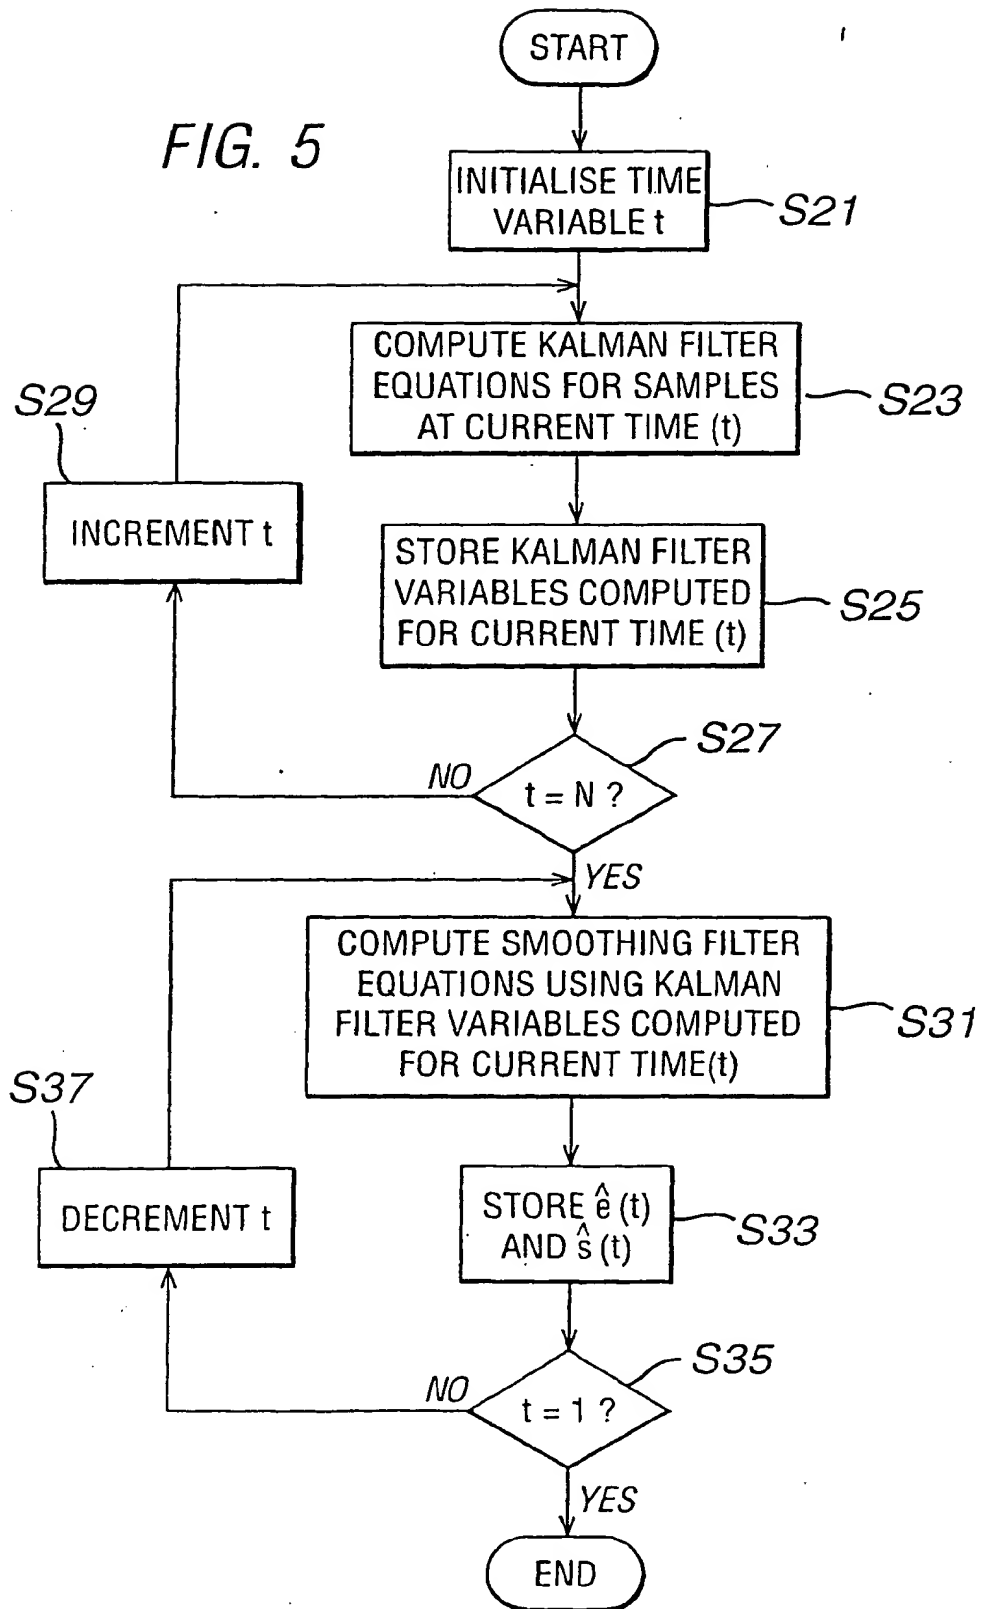 START
FIG. 5
INITIALISE TIME
VARIABLE t
S21
COMPUTE KALMAN FILTER
EQUATIONS FOR SAMPLES
AT CURRENT TIME (t)
S23
S29
INCREMENT t
STORE KALMAN FILTER
VARIABLES COMPUTED
FOR CURRENT TIME (t)
S25
S27
NO
t = N ?
YES
COMPUTE SMOOTHING FILTER
EQUATIONS USING KALMAN
FILTER VARIABLES COMPUTED
FOR CURRENT TIME(t)
S31
S37
DECREMENT t
STORE ê (t)
AND ŝ (t)
S33
S35
NO
t = 1 ?
YES
END